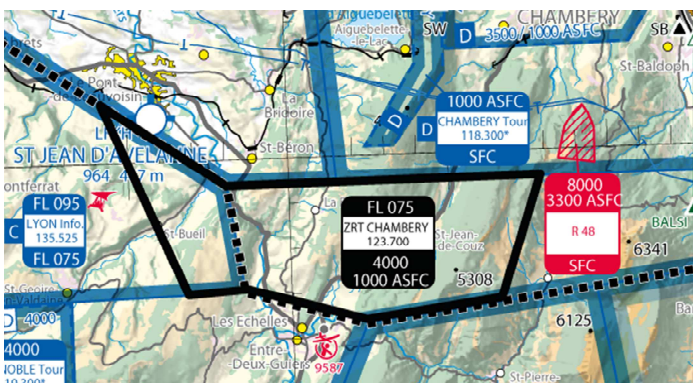 Aiguebelette
Aiguebelette
-le-Lac
SW
D
3500/1000 ASFC
CHAMBERY
SB
St-Baldoph
Pont-
de-Beauvoisin
La
Bridoire
1000 ASFC
CHAMBERY Tour
118.300*
D
SFC
D
ST JEAN D'AVELANNE
964
St-Béron
8000
3300 ASFC
R 48
SFC
FL 095
LYON Info.
135.525
C
FL 075
St-Bueil
FL 075
ZRT CHAMBERY
123.700
4000
1000 ASFC
St-Jean-
de-Couz
5308
6341
6125
4000
D
4000
Les Echelles
Entre-
-Deux-Guiers
9587
St-Pierre-